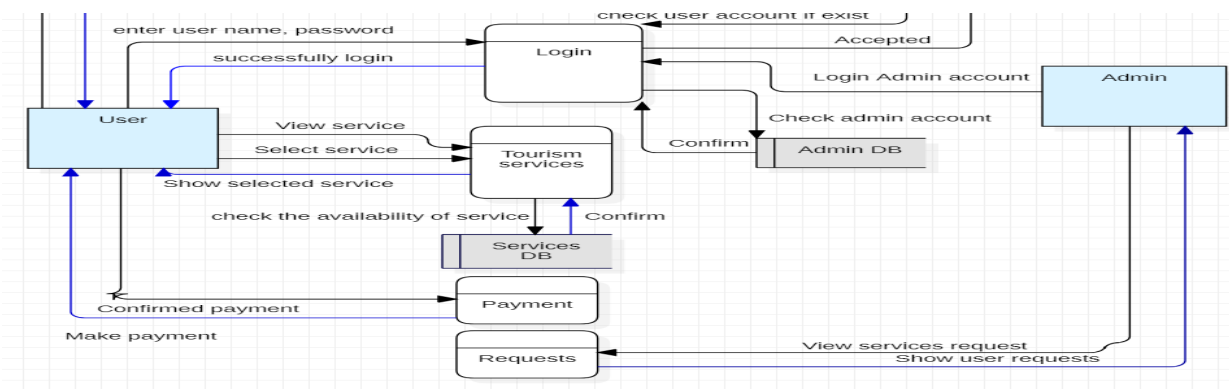 check user account if exist
enter user name, password
Accepted
Login
successfully login
Login Admin account
Admin
User
Check admin account
View service
Confirm
Admin DB
Select service
Tourism
services
Show selected service
check the availability of service
Confirm
Services
DB
Payment
Confirmed payment
Make payment
View services request
Requests
Show user requests